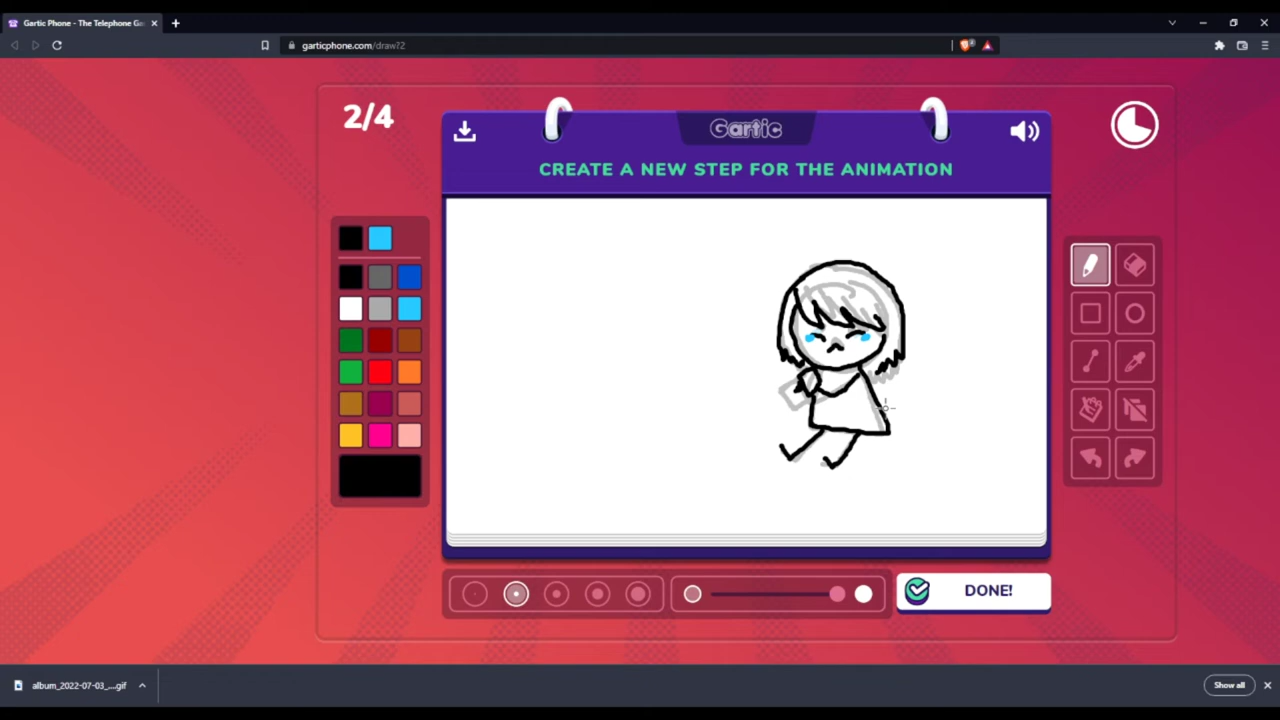 Gartic Phone - The Telephone Ga
garticphone.com/draw?2
2/4
Gartic
CREATE A NEW STEP FOR THE ANIMATION
DONE!
album_2022-07-03_....gif
Show all